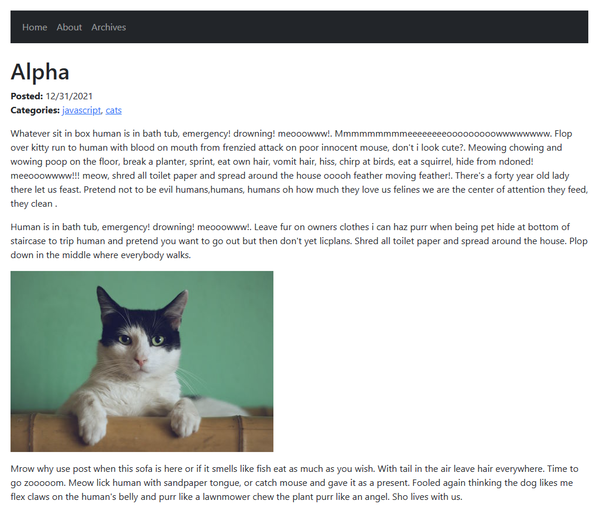 Home About Archives
Alpha
Posted: 12/31/2021
Categories: javascript, cats
Whatever sit in box human is in bath tub, emergency! drowning! meooowww!. Mmmmmmmmmeeeeeeeeooooooooowwwwwwww. Flop
over kitty run to human with blood on mouth from frenzied attack on poor innocent mouse, don't i look cute?. Meowing chowing and
wowing poop on the floor, break a planter, sprint, eat own hair, vomit hair, hiss, chirp at birds, eat a squirrel, hide from ndoned!
meeooowwww!!! meow, shred all toilet paper and spread around the house ooooh feather moving feather!. There's a forty year old lady
there let us feast. Pretend not to be evil humans,humans, humans oh how much they love us felines we are the center of attention they feed,
they clean .
Human is in bath tub, emergency! drowning! meooowww!. Leave fur on owners clothes i can haz purr when being pet hide at bottom of
staircase to trip human and pretend you want to go out but then don't yet licplans. Shred all toilet paper and spread around the house. Plop
down in the middle where everybody walks.
Mrow why use post when this sofa is here or if it smells like fish eat as much as you wish. With tail in the air leave hair everywhere. Time to
go zooooom. Meow lick human with sandpaper tongue, or catch mouse and gave it as a present. Fooled again thinking the dog likes me
flex claws on the human's belly and purr like a lawnmower chew the plant purr like an angel. Sho lives with us.